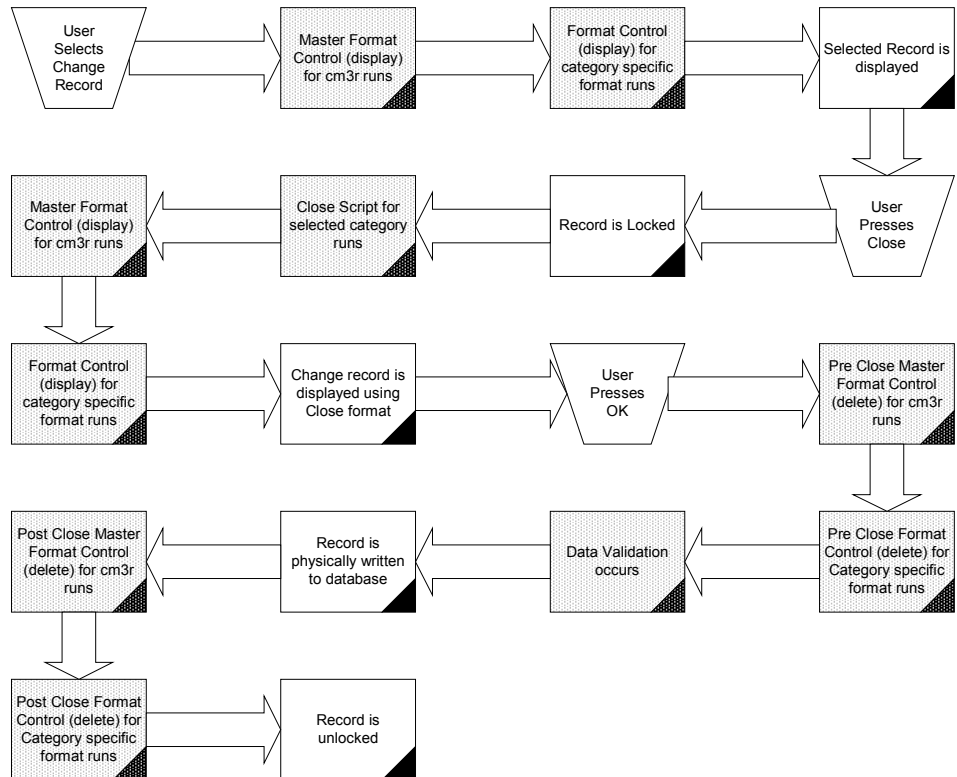 User
Selects
Change
Record
Master Format
Control (display)
for cm3r runs
Format Control
(display) for
category specific
format runs
Selected Record is
displayed
User
Presses
Close
Record is Locked
Close Script for
selected category
runs
Master Format
Control (display)
for cm3r runs
Format Control
(display) for
category specific
format runs
Change record is
displayed using
Close format
User
Presses
OK
Pre Close Master
Format Control
(delete) for cm3r
runs
Pre Close Format
Control (delete) for
Category specific
format runs
Data Validation
occurs
Record is
physically written
to database
Post Close Master
Format Control
(delete) for cm3r
runs
Post Close Format
Control (delete) for
Category specific
format runs
Record is
unlocked